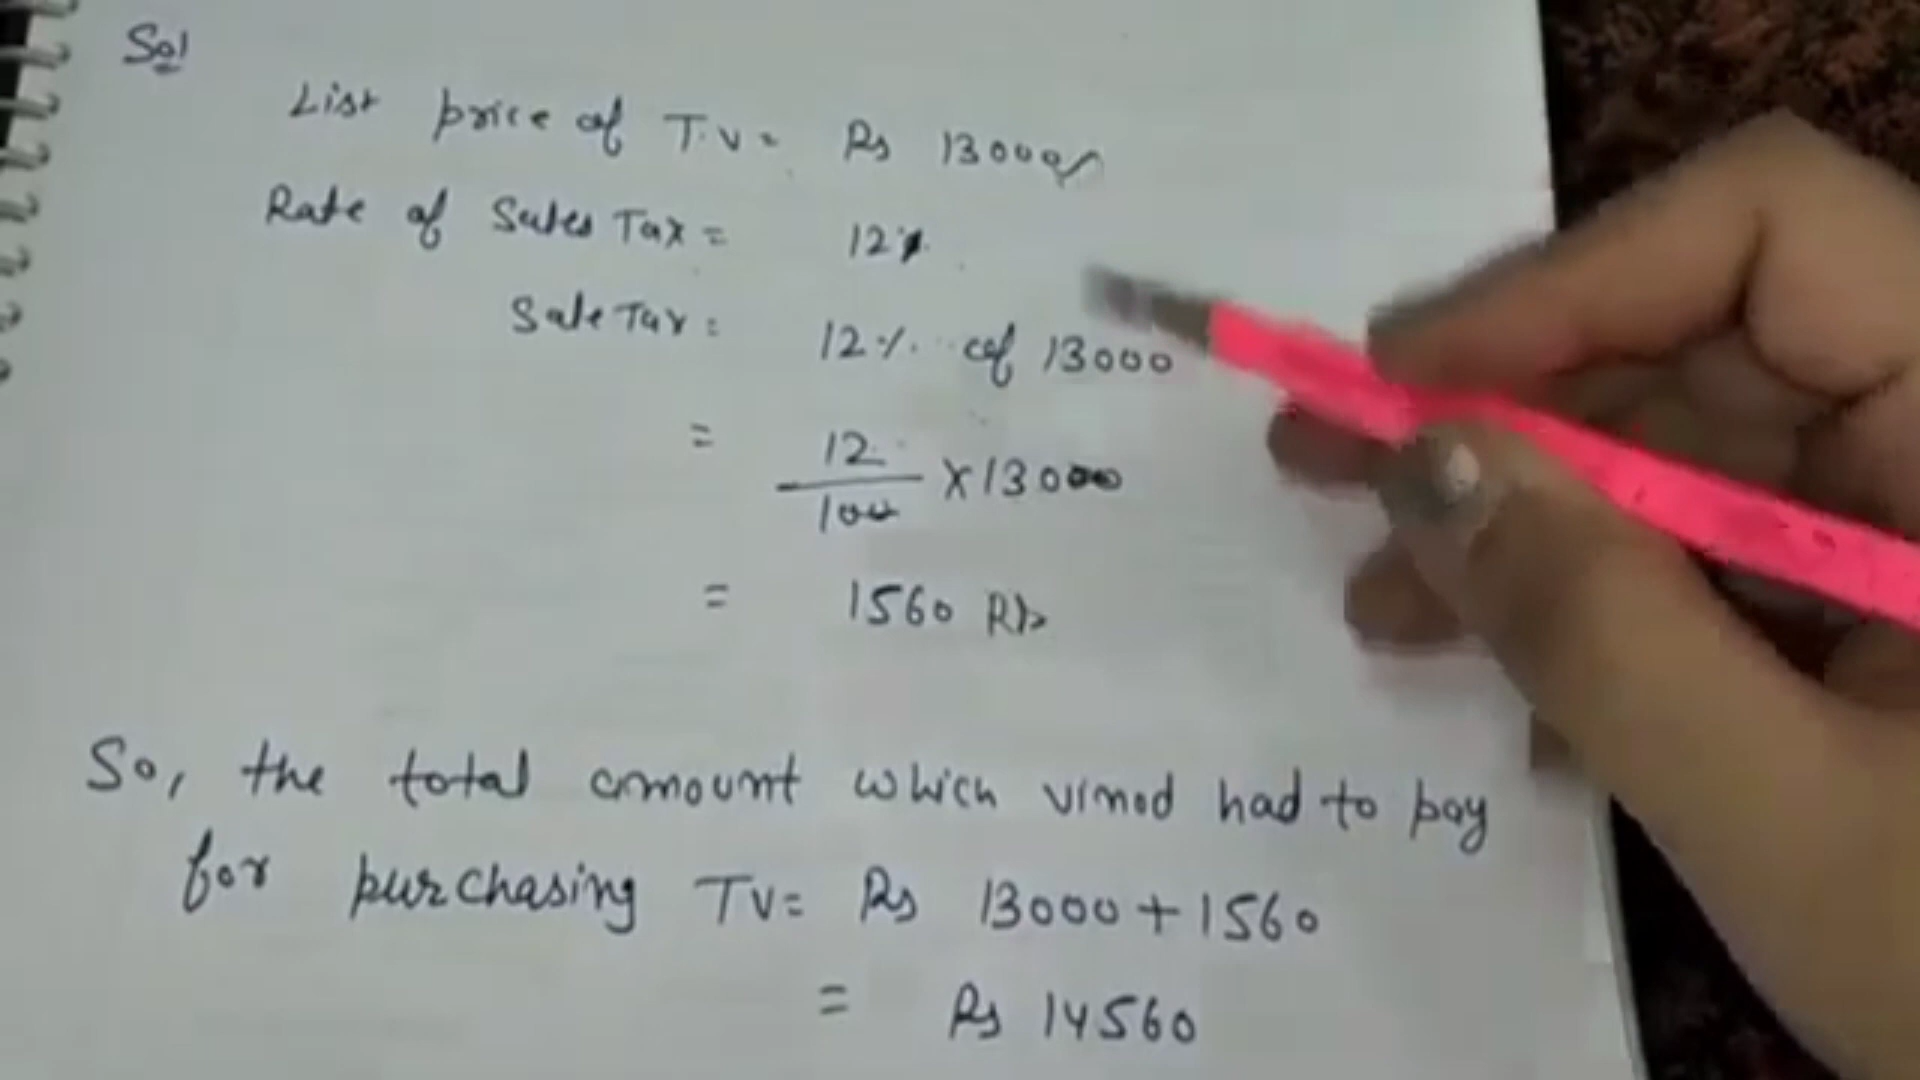 Sol
List price of T.V = Rs 13000
Rate of Sales Tax = 12%
Sale Tax = 12% of 13000
= 12/100 X 13000
= 1560 Rs
So, the total amount which vinod had to pay
for purchasing TV = Rs 13000 + 1560
= Rs 14560